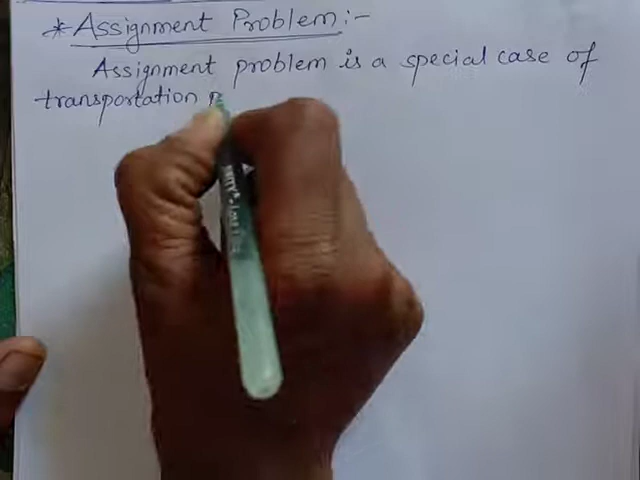 * Assignment Problem :-
Assignment problem is a special case of
transportation p